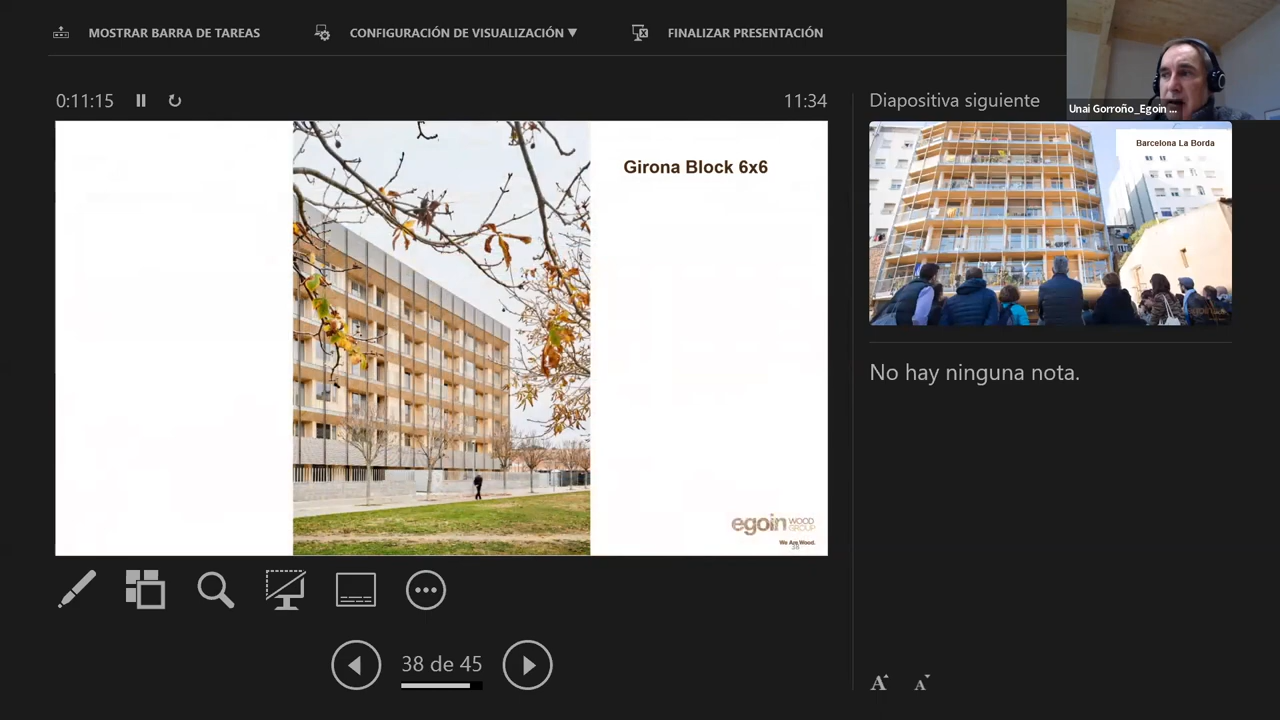 MOSTRAR BARRA DE TAREAS
CONFIGURACIÓN DE VISUALIZACIÓN ▼
FINALIZAR PRESENTACIÓN
Unai Gorroño_Egoin ...
0:11:15
11:34
Diapositiva siguiente
Girona Block 6x6
egoin WOOD GROUP
We Are Wood.
38
Barcelona La Borda
No hay ninguna nota.
38 de 45
A
A